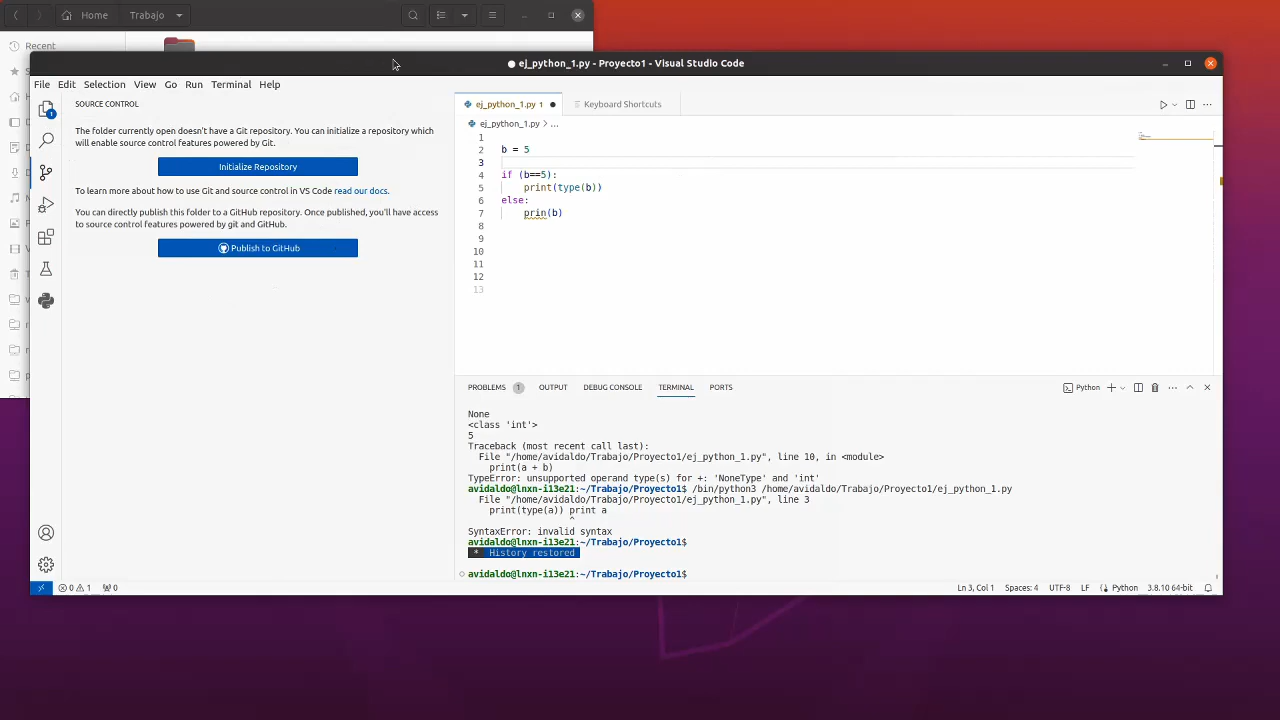 Home
Trabajo
Recent
ej_python_1.py - Proyecto1 - Visual Studio Code
File Edit Selection View Go Run Terminal Help
SOURCE CONTROL
The folder currently open doesn't have a Git repository. You can initialize a repository which
will enable source control features powered by Git.
Initialize Repository
To learn more about how to use Git and source control in VS Code read our docs.
You can directly publish this folder to a GitHub repository. Once published, you'll have access
to source control features powered by git and GitHub.
Publish to GitHub
1
ej_python_1.py 1
Keyboard Shortcuts
ej_python_1.py > ...
1
2 b = 5
3
4 if (b==5):
5 print(type(b))
6 else:
7 prin(b)
8
9
10
11
12
13
PROBLEMS 1 OUTPUT DEBUG CONSOLE TERMINAL PORTS
Python
None
<class 'int'>
5
Traceback (most recent call last):
File "/home/avidaldo/Trabajo/Proyecto1/ej_python_1.py", line 10, in <module>
print(a + b)
TypeError: unsupported operand type(s) for +: 'NoneType' and 'int'
avidaldo@lnxn-i13e21:~/Trabajo/Proyecto1$ /bin/python3 /home/avidaldo/Trabajo/Proyecto1/ej_python_1.py
File "/home/avidaldo/Trabajo/Proyecto1/ej_python_1.py", line 3
print(type(a)) print a
^
SyntaxError: invalid syntax
avidaldo@lnxn-i13e21:~/Trabajo/Proyecto1$
* History restored
avidaldo@lnxn-i13e21:~/Trabajo/Proyecto1$
0 1 0
Ln 3, Col 1 Spaces: 4 UTF-8 LF Python 3.8.10 64-bit